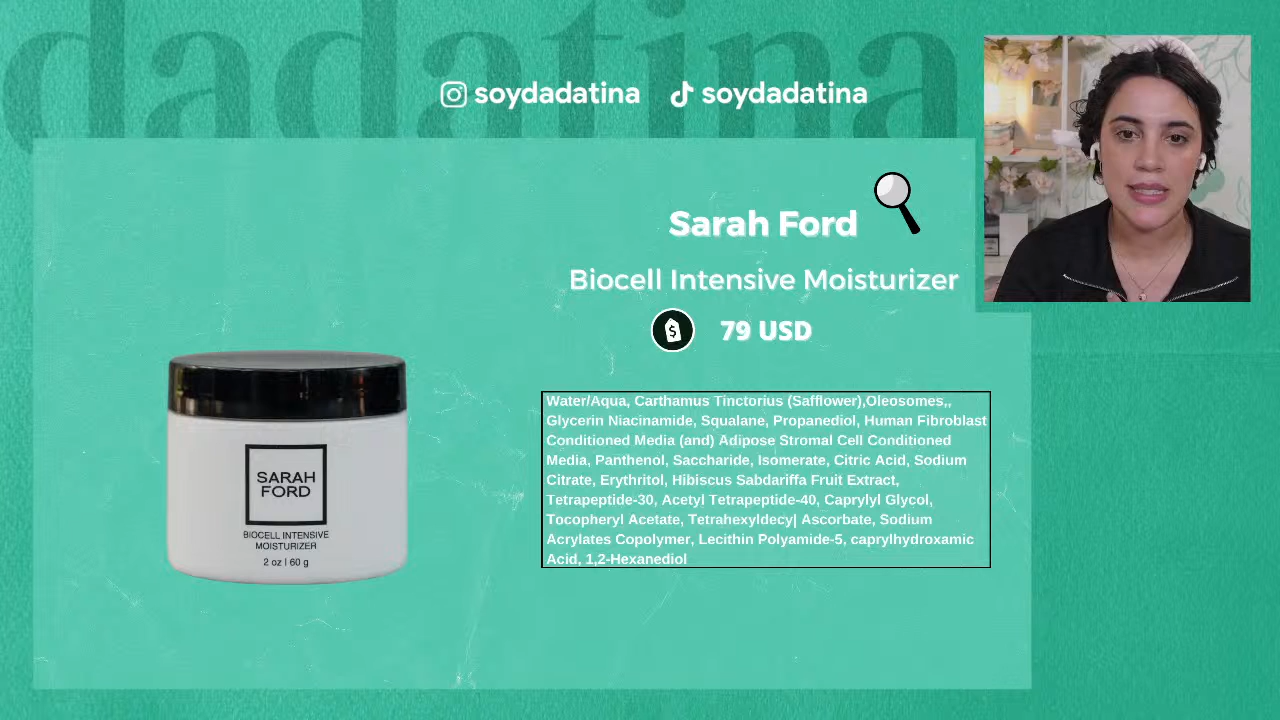 dadatina
soydadatina
soydadatina
Sarah Ford
Biocell Intensive Moisturizer
$
79 USD
Water/Aqua, Carthamus Tinctorius (Safflower),Oleosomes,,
Glycerin Niacinamide, Squalane, Propanediol, Human Fibroblast
Conditioned Media (and) Adipose Stromal Cell Conditioned
Media, Panthenol, Saccharide, Isomerate, Citric Acid, Sodium
Citrate, Erythritol, Hibiscus Sabdariffa Fruit Extract,
Tetrapeptide-30, Acetyl Tetrapeptide-40, Caprylyl Glycol,
Tocopheryl Acetate, Tetrahexyldecy| Ascorbate, Sodium
Acrylates Copolymer, Lecithin Polyamide-5, caprylhydroxamic
Acid, 1,2-Hexanediol
SARAH
FORD
BIOCELL INTENSIVE
MOISTURIZER
2 oz | 60 g